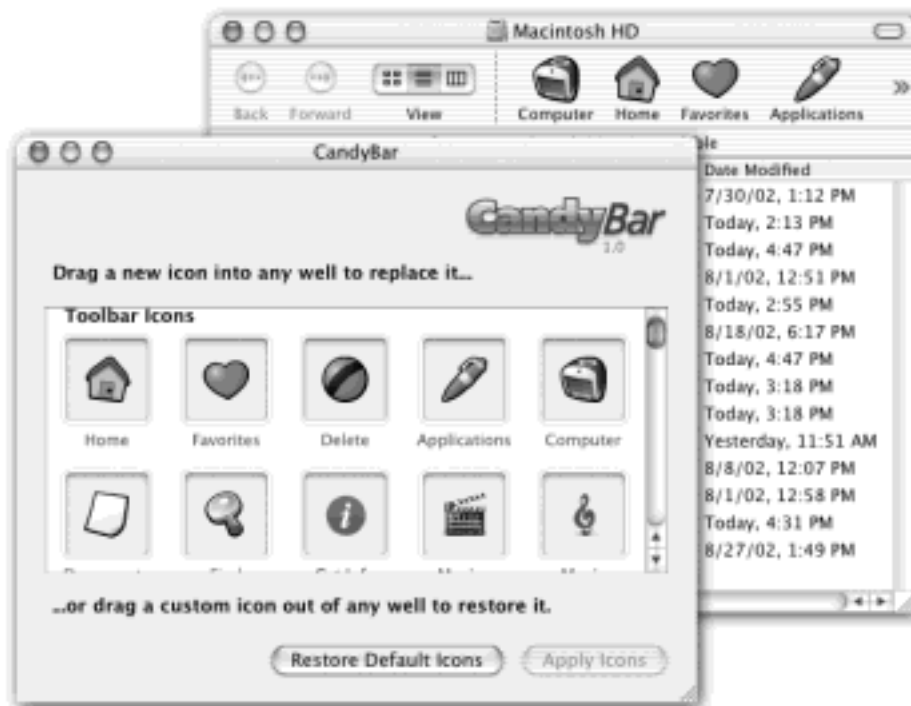 Macintosh HD
Back Forward View Computer Home Favorites Applications
Date Modified
7/30/02, 1:12 PM
Today, 2:13 PM
Today, 4:47 PM
8/1/02, 12:51 PM
Today, 2:55 PM
8/18/02, 6:17 PM
Today, 4:47 PM
Today, 3:18 PM
Today, 3:18 PM
Yesterday, 11:51 AM
8/8/02, 12:07 PM
8/1/02, 12:58 PM
Today, 4:31 PM
8/27/02, 1:49 PM
CandyBar
CandyBar
1.0
Drag a new icon into any well to replace it...
Toolbar Icons
Home Favorites Delete Applications Computer
...or drag a custom icon out of any well to restore it.
Restore Default Icons Apply Icons